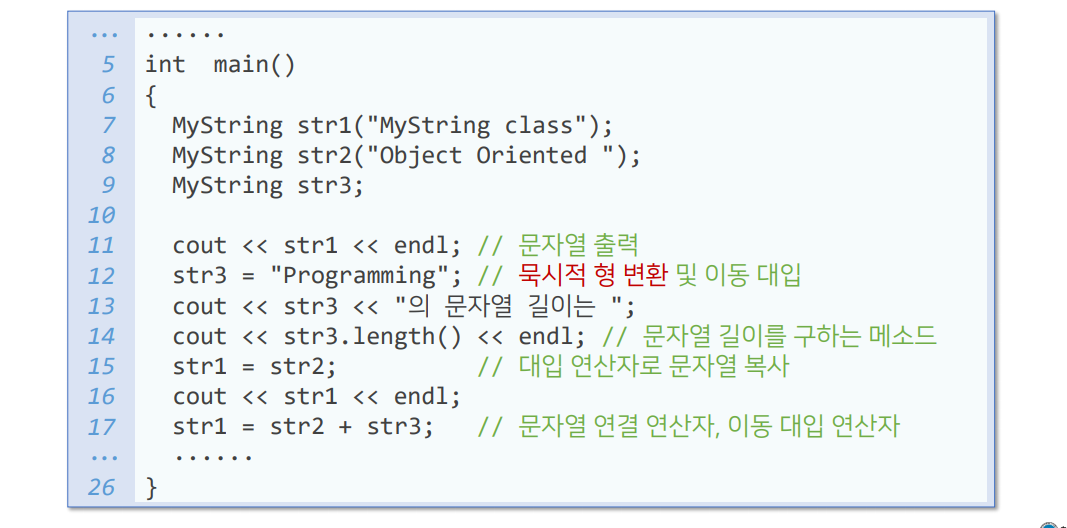 ... ......
5 int  main()
6 {
7 MyString str1("MyString class");
8 MyString str2("Object Oriented ");
9 MyString str3;
10
11 cout << str1 << endl; // 문자열 출력
12 str3 = "Programming"; // 묵시적 형 변환 및 이동 대입
13 cout << str3 << "의 문자열 길이는 ";
14 cout << str3.length() << endl; // 문자열 길이를 구하는 메소드
15 str1 = str2; // 대입 연산자로 문자열 복사
16 cout << str1 << endl;
17 str1 = str2 + str3; // 문자열 연결 연산자, 이동 대입 연산자
... ......
26 }